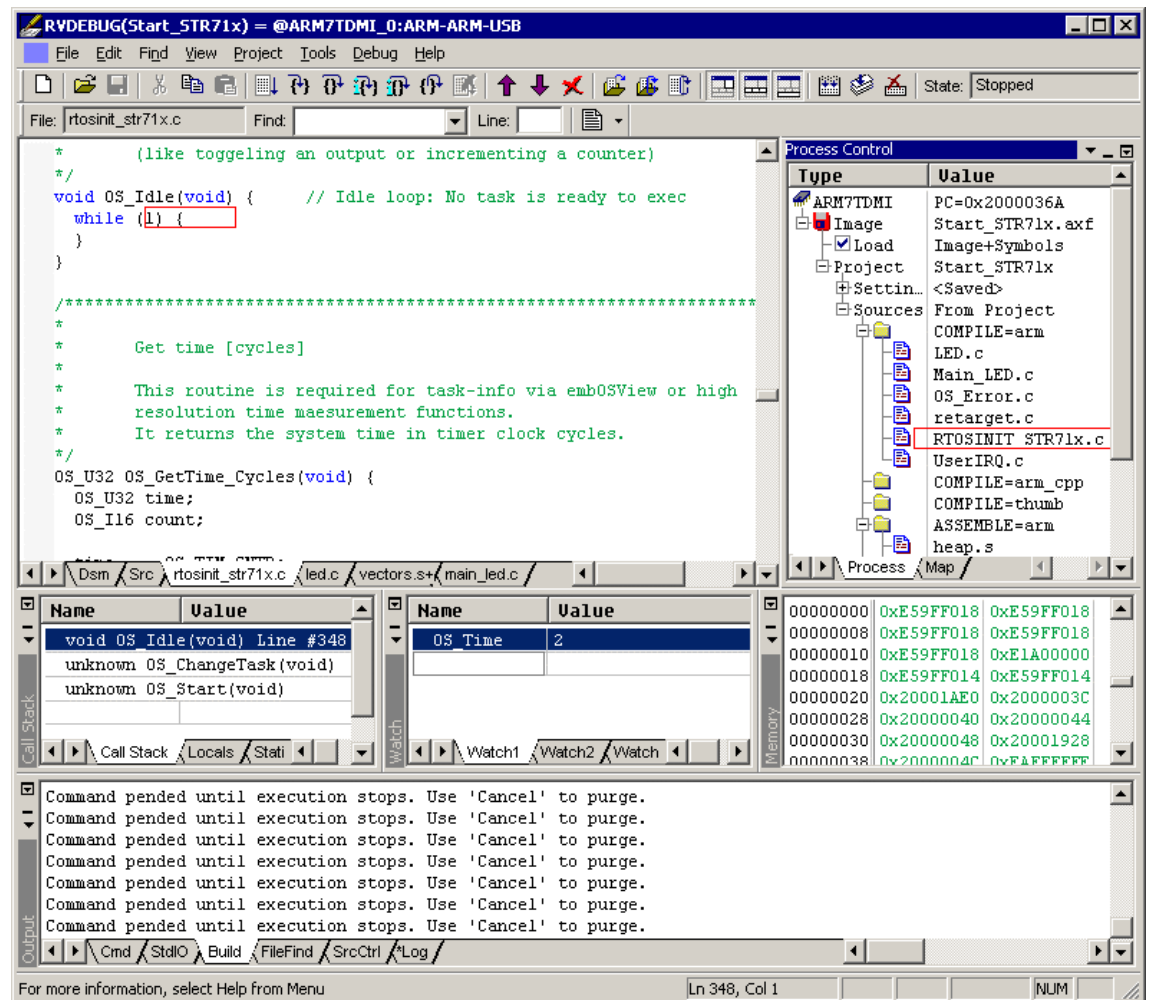 RVDEBUG(Start_STR71x) = @ARM7TDMI_0:ARM-ARM-USB
File Edit Find View Project Tools Debug Help
State: Stopped
File: rtosinit_str71x.c Find: Line:
* (like toggeling an output or incrementing a counter)
*/
void OS_Idle(void) { // Idle loop: No task is ready to exec
while (1) {
}
}
/*********************************************************************
*
* Get time [cycles]
*
* This routine is required for task-info via embOSView or high
* resolution time maesurement functions.
* It returns the system time in timer clock cycles.
*/
OS_U32 OS_GetTime_Cycles(void) {
OS_U32 time;
OS_I16 count;
Dsm Src rtosinit_str71x.c led.c vectors.s+ main_led.c
Process Control
Type Value
ARM7TDMI PC=0x2000036A
Image Start_STR71x.axf
Load Image+Symbols
Project Start_STR71x
Settin... <Saved>
Sources From Project
COMPILE=arm
LED.c
Main_LED.c
OS_Error.c
retarget.c
RTOSINIT_STR71x.c
UserIRQ.c
COMPILE=arm_cpp
COMPILE=thumb
ASSEMBLE=arm
heap.s
Process Map
Name Value
void OS_Idle(void) Line #348
unknown OS_ChangeTask(void)
unknown OS_Start(void)
Call Stack
Call Stack Locals Stati
Name Value
OS_Time 2
Watch
Watch1 Watch2 Watch
00000000 0xE59FF018 0xE59FF018
00000008 0xE59FF018 0xE59FF018
00000010 0xE59FF018 0xE1A00000
00000018 0xE59FF014 0xE59FF014
00000020 0x20001AE0 0x2000003C
00000028 0x20000040 0x20000044
00000030 0x20000048 0x20001928
00000038 0x2000004C 0xEAFFFFFE
Memory
Command pended until execution stops. Use 'Cancel' to purge.
Command pended until execution stops. Use 'Cancel' to purge.
Command pended until execution stops. Use 'Cancel' to purge.
Command pended until execution stops. Use 'Cancel' to purge.
Command pended until execution stops. Use 'Cancel' to purge.
Command pended until execution stops. Use 'Cancel' to purge.
Command pended until execution stops. Use 'Cancel' to purge.
Output
Cmd StdIO Build FileFind SrcCtrl *Log
For more information, select Help from Menu Ln 348, Col 1 NUM